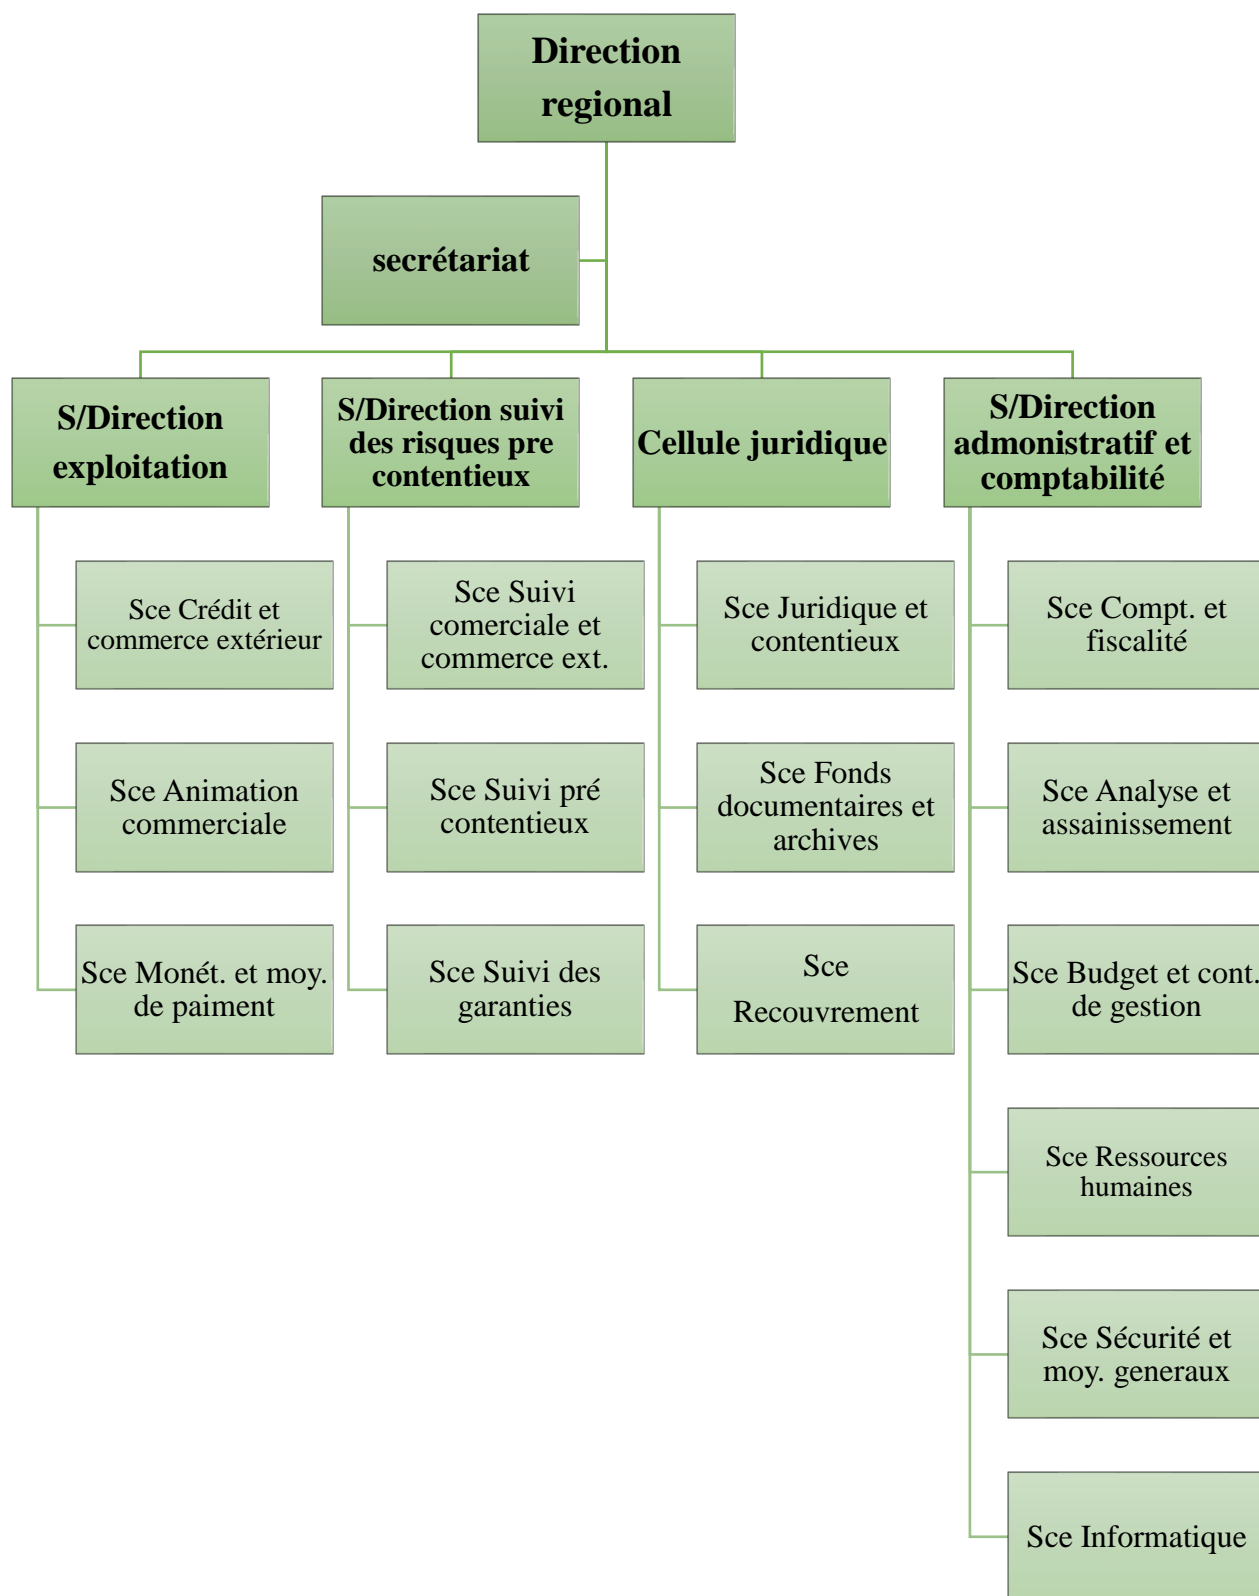 Direction
regional
secrétariat
S/Direction
exploitation
S/Direction suivi
des risques pre
contentieux
Cellule juridique
S/Direction
admonistratif et
comptabilité
Sce Crédit et
commerce extérieur
Sce Suivi
comerciale et
commerce ext.
Sce Juridique et
contentieux
Sce Compt. et
fiscalité
Sce Animation
commerciale
Sce Suivi pré
contentieux
Sce Fonds
documentaires et
archives
Sce Analyse et
assainissement
Sce Monét. et moy.
de paiment
Sce Suivi des
garanties
Sce
Recouvrement
Sce Budget et cont.
de gestion
Sce Ressources
humaines
Sce Sécurité et
moy. generaux
Sce Informatique